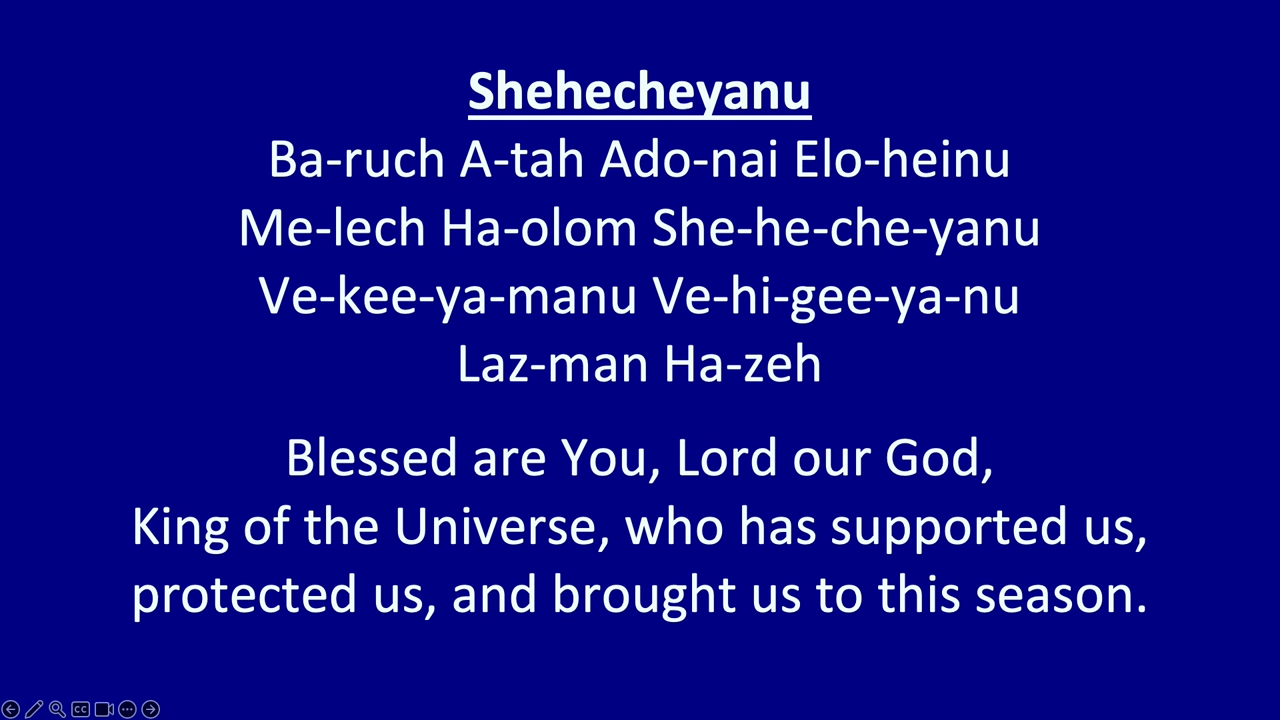 Shehecheyanu
Ba-ruch A-tah Ado-nai Elo-heinu
Me-lech Ha-olom She-he-che-yanu
Ve-kee-ya-manu Ve-hi-gee-ya-nu
Laz-man Ha-zeh
Blessed are You, Lord our God,
King of the Universe, who has supported us,
protected us, and brought us to this season.
CC